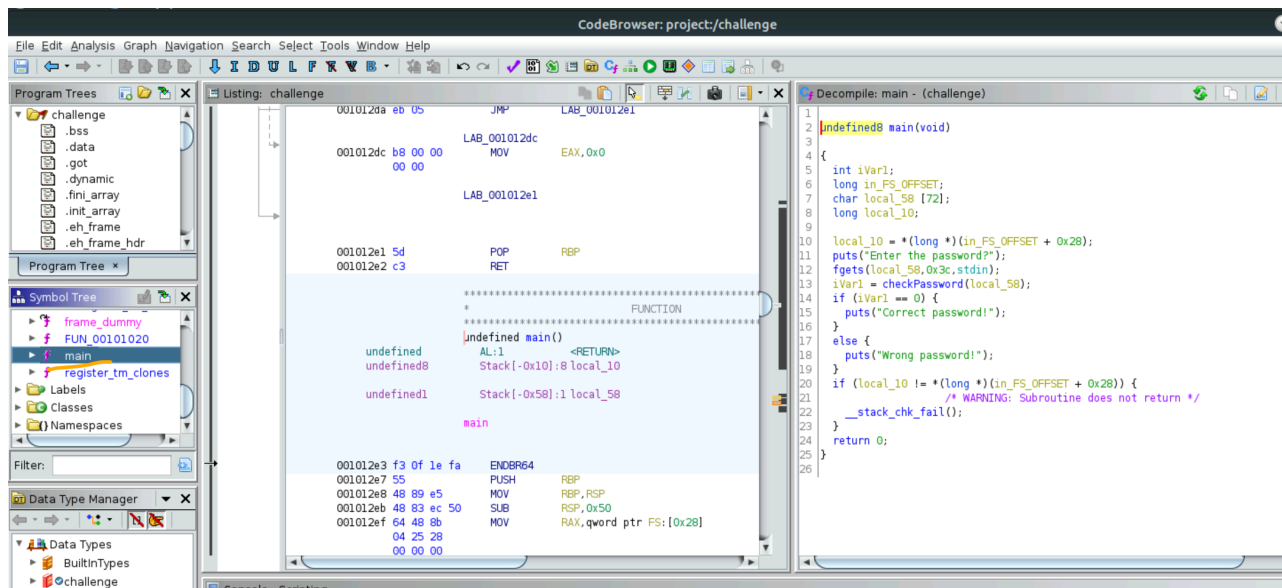 CodeBrowser: project:/challenge
File Edit Analysis Graph Navigation Search Select Tools Window Help
I D U L F R V B
Program Trees
challenge
.bss
.data
.got
.dynamic
.fini_array
.init_array
.eh_frame
.eh_frame_hdr
Program Tree ×
Symbol Tree
f frame_dummy
f FUN_00101020
f main
f register_tm_clones
Labels
Classes
{} Namespaces
Filter:
Data Type Manager
Data Types
BuiltInTypes
challenge
Listing: challenge
001012da eb 05 JMP LAB_001012e1
LAB_001012dc
001012dc b8 00 00 MOV EAX,0x0
00 00
LAB_001012e1
001012e1 5d POP RBP
001012e2 c3 RET
* FUNCTION
undefined main()
undefined AL:1 <RETURN>
undefined8 Stack[-0x10]:8 local_10
undefined1 Stack[-0x58]:1 local_58
main
001012e3 f3 0f 1e fa ENDBR64
001012e7 55 PUSH RBP
001012e8 48 89 e5 MOV RBP,RSP
001012eb 48 83 ec 50 SUB RSP,0x50
001012ef 64 48 8b MOV RAX,qword ptr FS:[0x28]
04 25 28
00 00 00
Decompile: main - (challenge)
1
2 undefined8 main(void)
3
4 {
5 int iVar1;
6 long in_FS_OFFSET;
7 char local_58 [72];
8 long local_10;
9
10 local_10 = *(long *)(in_FS_OFFSET + 0x28);
11 puts("Enter the password?");
12 fgets(local_58,0x3c,stdin);
13 iVar1 = checkPassword(local_58);
14 if (iVar1 == 0) {
15 puts("Correct password!");
16 }
17 else {
18 puts("Wrong password!");
19 }
20 if (local_10 != *(long *)(in_FS_OFFSET + 0x28)) {
21 /* WARNING: Subroutine does not return */
22 __stack_chk_fail();
23 }
24 return 0;
25 }
26